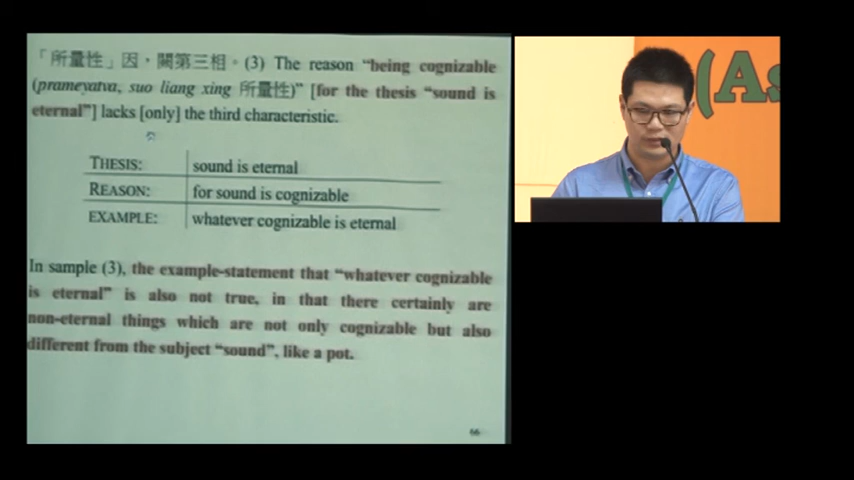 「所量性」因，闕第三相。(3) The reason "being cognizable
(prameyatva, suo liang xing 所量性)" [for the thesis "sound is
eternal"] lacks [only] the third characteristic.
THESIS: sound is eternal
REASON: for sound is cognizable
EXAMPLE: whatever cognizable is eternal
In sample (3), the example-statement that "whatever cognizable
is eternal" is also not true, in that there certainly are
non-eternal things which are not only cognizable but also
different from the subject "sound", like a pot.
66
(As